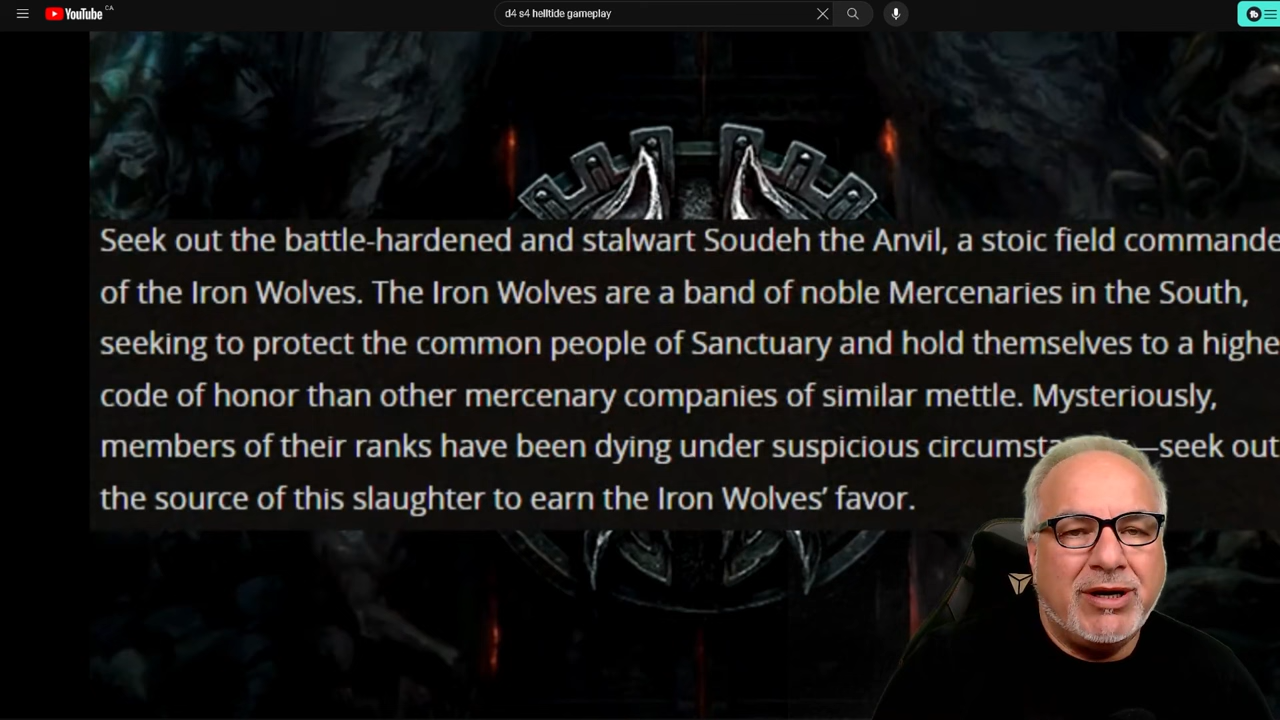 YouTube CA
d4 s4 helltide gameplay
Seek out the battle-hardened and stalwart Soudeh the Anvil, a stoic field commande
of the Iron Wolves. The Iron Wolves are a band of noble Mercenaries in the South,
seeking to protect the common people of Sanctuary and hold themselves to a highe
code of honor than other mercenary companies of similar mettle. Mysteriously,
members of their ranks have been dying under suspicious —seek out
the source of this slaughter to earn the Iron Wolves’ favor.